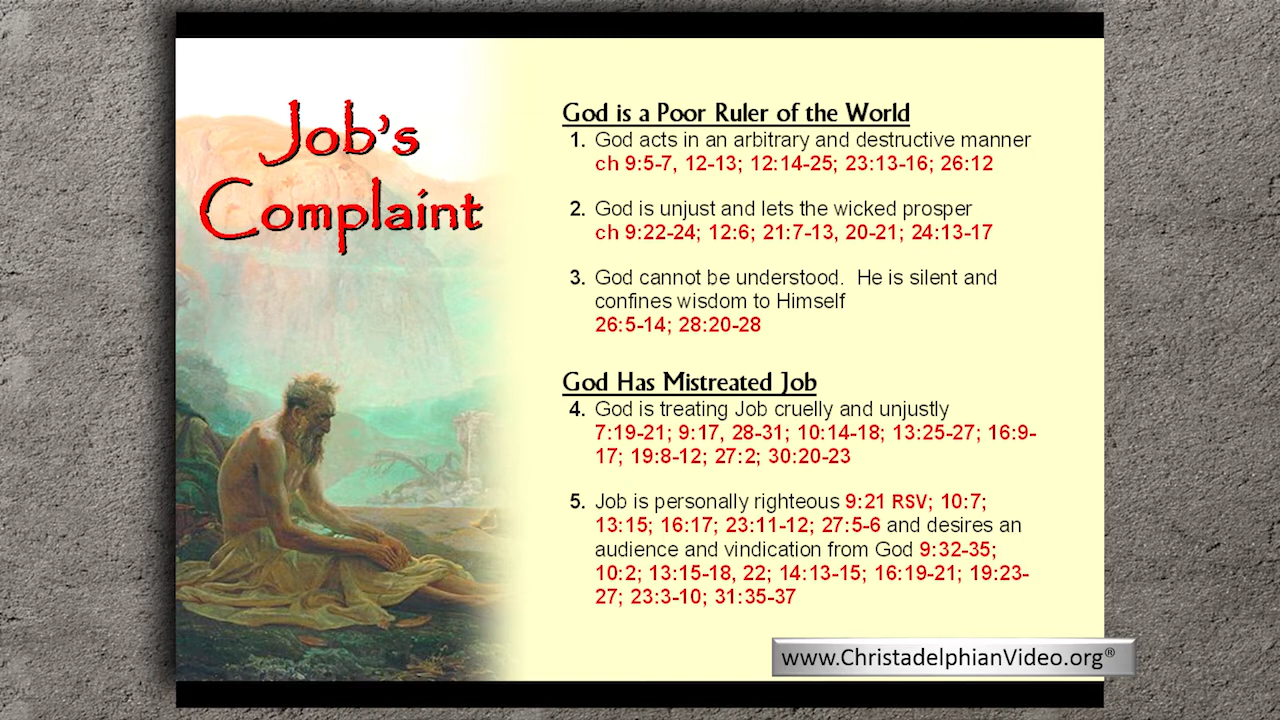 Job's
Complaint
God is a Poor Ruler of the World
1. God acts in an arbitrary and destructive manner
ch 9:5-7, 12-13; 12:14-25; 23:13-16; 26:12
2. God is unjust and lets the wicked prosper
ch 9:22-24; 12:6; 21:7-13, 20-21; 24:13-17
3. God cannot be understood.  He is silent and
confines wisdom to Himself
26:5-14; 28:20-28
God Has Mistreated Job
4. God is treating Job cruelly and unjustly
7:19-21; 9:17, 28-31; 10:14-18; 13:25-27; 16:9-
17; 19:8-12; 27:2; 30:20-23
5. Job is personally righteous 9:21 RSV; 10:7;
13:15; 16:17; 23:11-12; 27:5-6 and desires an
audience and vindication from God 9:32-35;
10:2; 13:15-18, 22; 14:13-15; 16:19-21; 19:23-
27; 23:3-10; 31:35-37
www.ChristadelphianVideo.org®